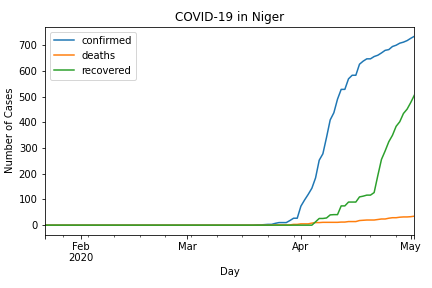 COVID-19 in Niger
confirmed
deaths
recovered
Number of Cases
700
600
500
400
300
200
100
0
Feb
2020
Mar
Apr
May
Day